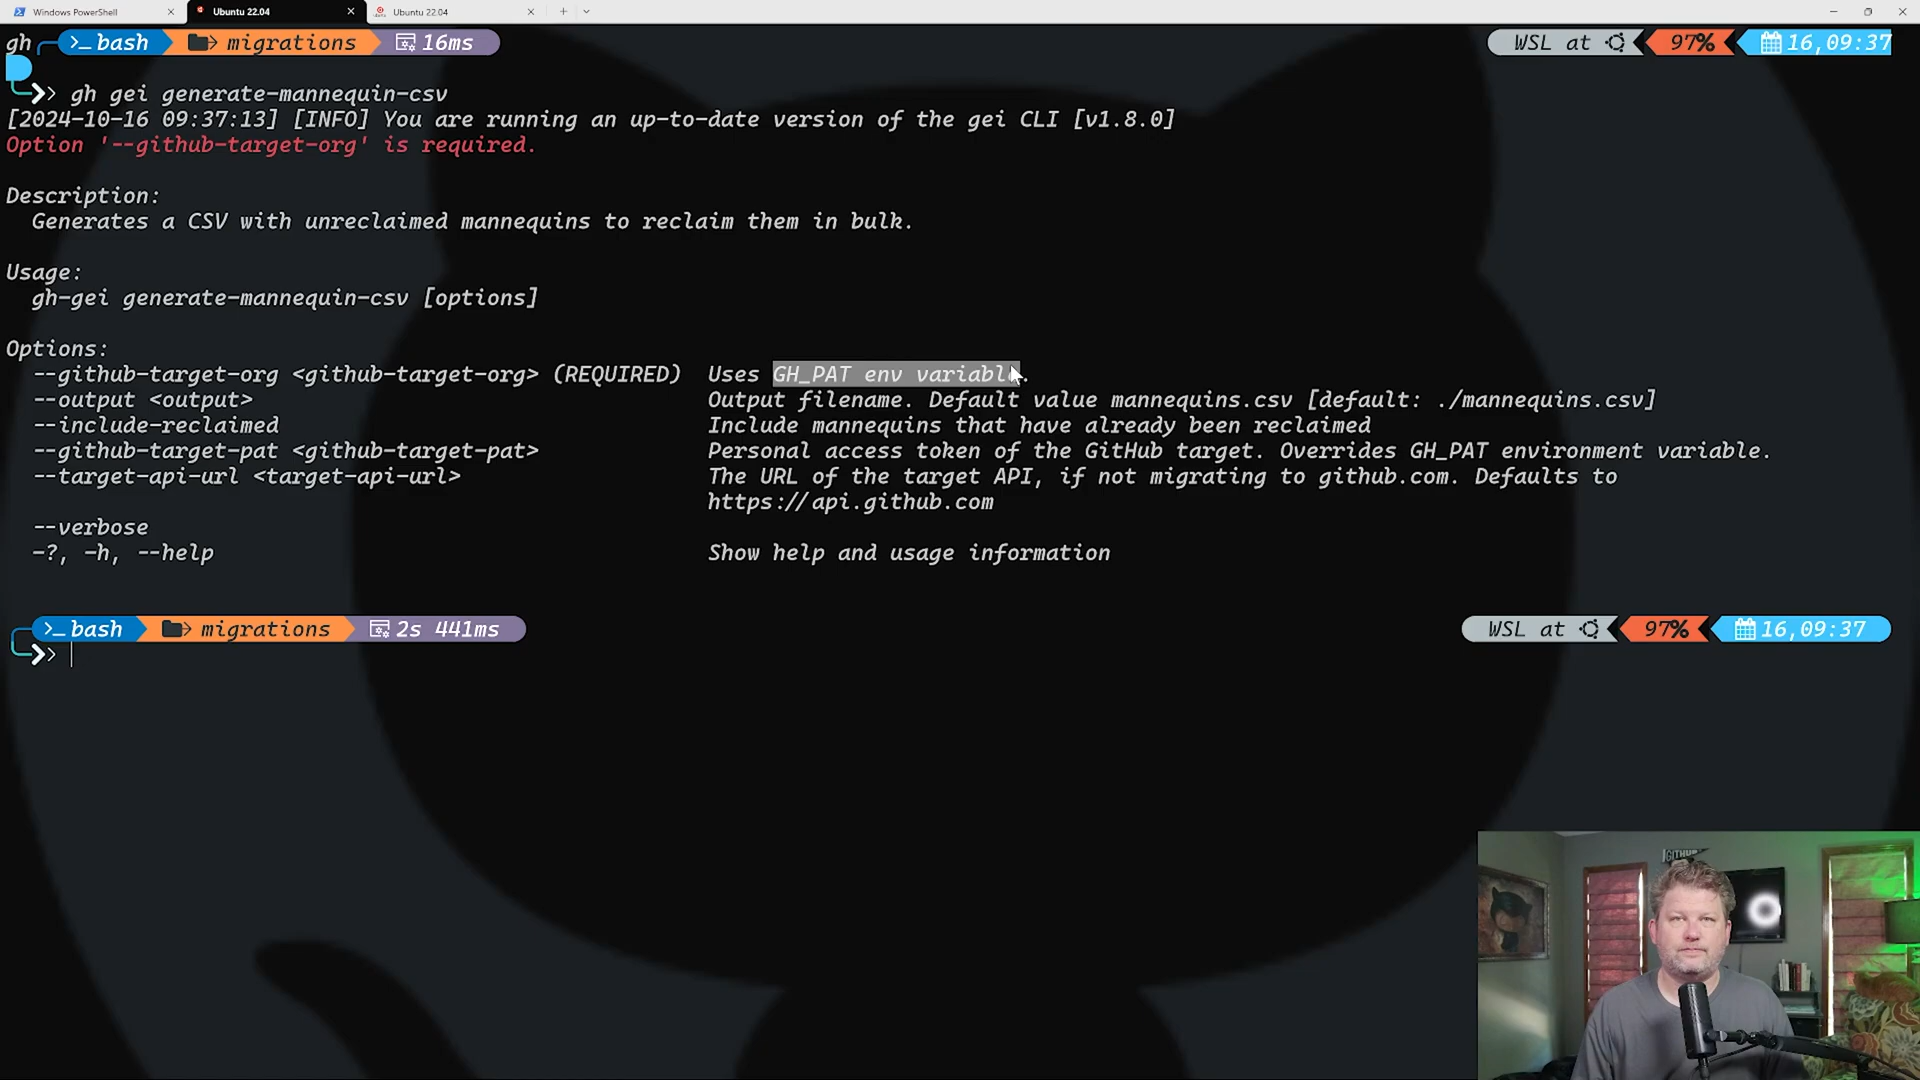 Windows PowerShell
Ubuntu 22.04
Ubuntu 22.04
gh >_ bash migrations 16ms WSL at 97% 16,09:37
gh gei generate-mannequin-csv
[2024-10-16 09:37:13] [INFO] You are running an up-to-date version of the gei CLI [v1.8.0]
Option '--github-target-org' is required.
Description:
Generates a CSV with unreclaimed mannequins to reclaim them in bulk.
Usage:
gh-gei generate-mannequin-csv [options]
Options:
--github-target-org <github-target-org> (REQUIRED) Uses GH_PAT env variable.
--output <output> Output filename. Default value mannequins.csv [default: ./mannequins.csv]
--include-reclaimed Include mannequins that have already been reclaimed
--github-target-pat <github-target-pat> Personal access token of the GitHub target. Overrides GH_PAT environment variable.
--target-api-url <target-api-url> The URL of the target API, if not migrating to github.com. Defaults to
https://api.github.com
--verbose
-?, -h, --help Show help and usage information
>_ bash migrations 2s 441ms WSL at 97% 16,09:37
GITHUB